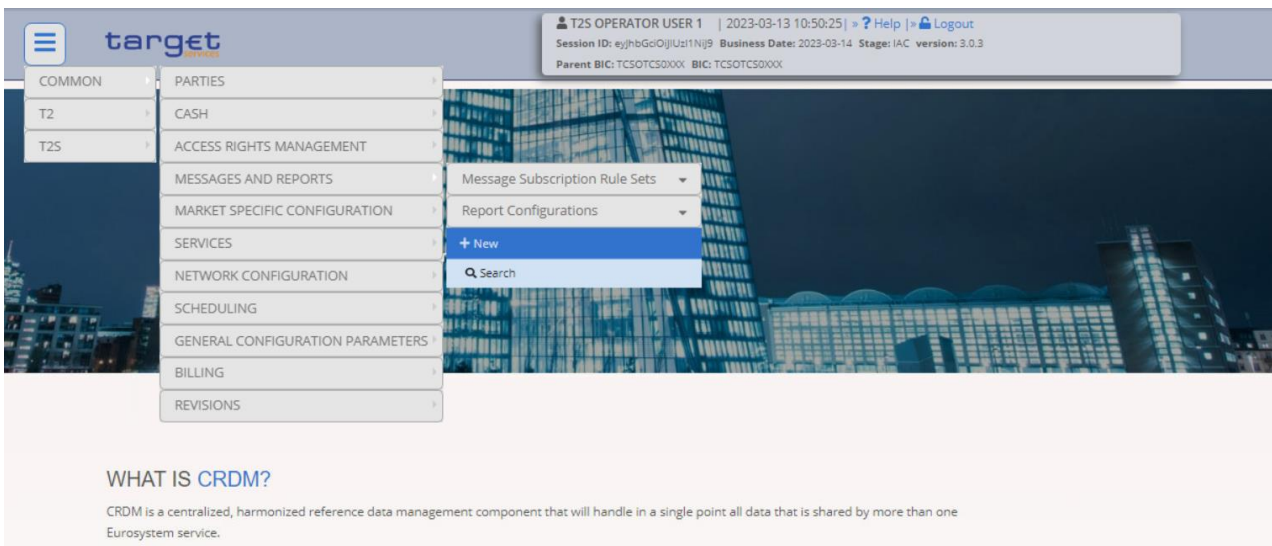 T2S OPERATOR USER 1 | 2023-03-13 10:50:25| » ? Help |» Logout
Session ID: eyjhbGciOiJIUzI1NiJ9 Business Date: 2023-03-14 Stage: IAC version: 3.0.3
Parent BIC: TCSOTCS0XXX BIC: TCSOTCS0XXX
target
services
COMMON
T2
T2S
PARTIES
CASH
ACCESS RIGHTS MANAGEMENT
MESSAGES AND REPORTS
MARKET SPECIFIC CONFIGURATION
SERVICES
NETWORK CONFIGURATION
SCHEDULING
GENERAL CONFIGURATION PARAMETERS
BILLING
REVISIONS
Message Subscription Rule Sets
Report Configurations
+ New
Search
WHAT IS CRDM?
CRDM is a centralized, harmonized reference data management component that will handle in a single point all data that is shared by more than one
Eurosystem service.